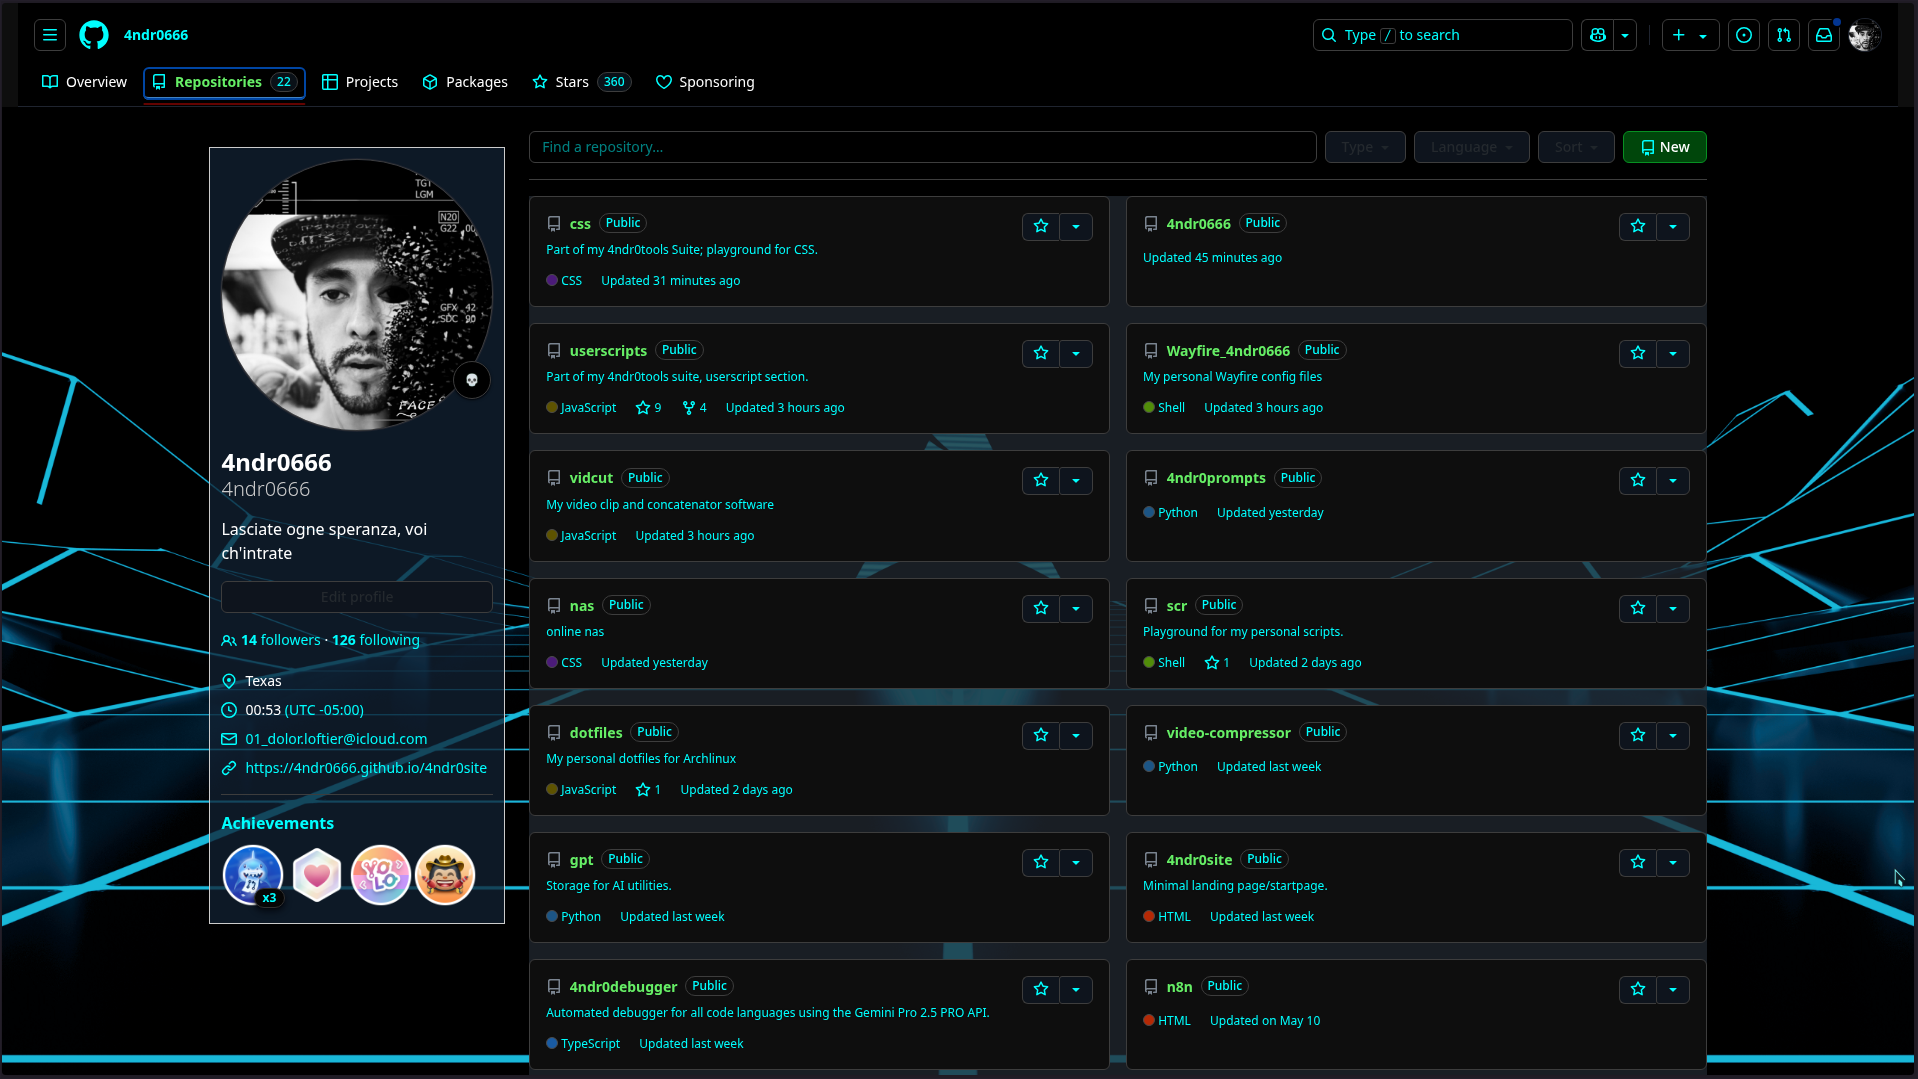 4ndr0666
Type / to search
Overview
Repositories 22
Projects
Packages
Stars 360
Sponsoring
TGT
LGM
N20
G22 00
GFX 42
SDC 90
FACE
4ndr0666
4ndr0666
Lasciate ogne speranza, voi
ch'intrate
Edit profile
14 followers · 126 following
Texas
00:53 (UTC -05:00)
01_dolor.loftier@icloud.com
https://4ndr0666.github.io/4ndr0site
Achievements
x3
YOLO
Find a repository...
Type
Language
Sort
New
css Public
Part of my 4ndr0tools Suite; playground for CSS.
CSS Updated 31 minutes ago
4ndr0666 Public
Updated 45 minutes ago
userscripts Public
Part of my 4ndr0tools suite, userscript section.
JavaScript 9 4 Updated 3 hours ago
Wayfire_4ndr0666 Public
My personal Wayfire config files
Shell Updated 3 hours ago
vidcut Public
My video clip and concatenator software
JavaScript Updated 3 hours ago
4ndr0prompts Public
Python Updated yesterday
nas Public
online nas
CSS Updated yesterday
scr Public
Playground for my personal scripts.
Shell 1 Updated 2 days ago
dotfiles Public
My personal dotfiles for Archlinux
JavaScript 1 Updated 2 days ago
video-compressor Public
Python Updated last week
gpt Public
Storage for AI utilities.
Python Updated last week
4ndr0site Public
Minimal landing page/startpage.
HTML Updated last week
4ndr0debugger Public
Automated debugger for all code languages using the Gemini Pro 2.5 PRO API.
TypeScript Updated last week
n8n Public
HTML Updated on May 10